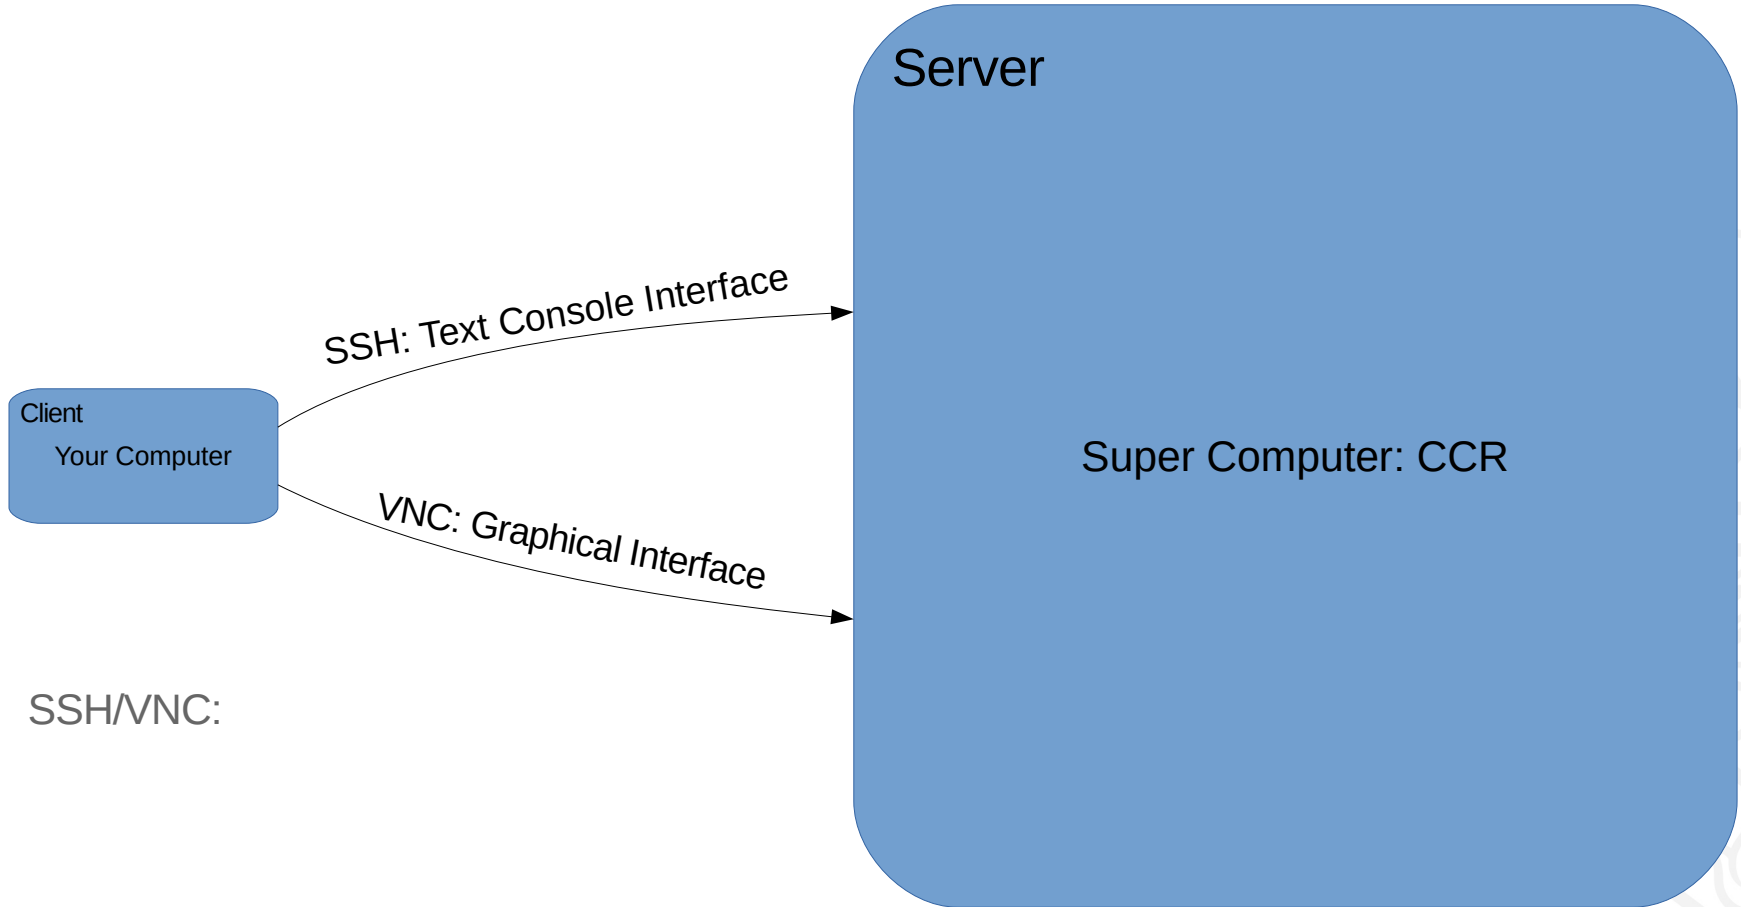 Server
SSH: Text Console Interface
Client
Your Computer
Super Computer: CCR
VNC: Graphical Interface
SSH/VNC: